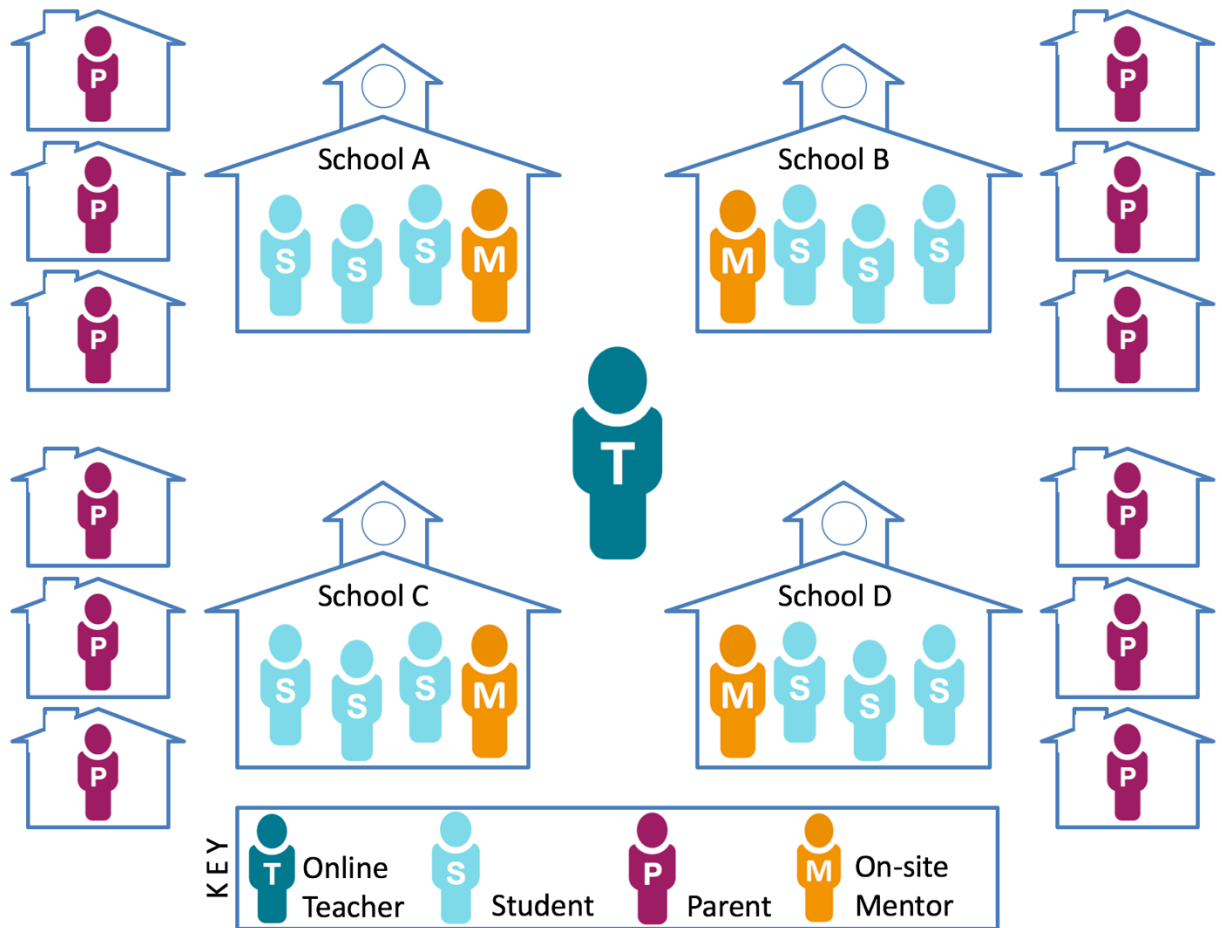 P
P
P
School A
S S S M
School B
M S S S
P
P
P
T
P
P
P
School C
S S S M
School D
M S S S
P
P
P
KEY
T Online
Teacher
S Student
P Parent
M On-site
Mentor